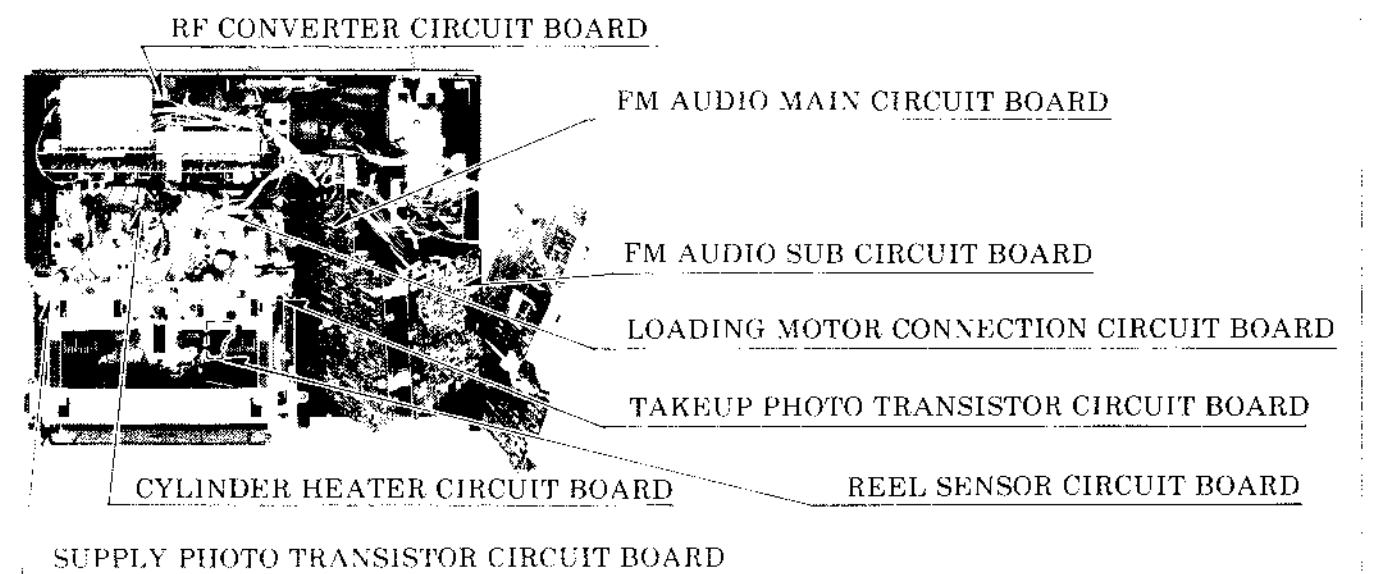 RF CONVERTER CIRCUIT BOARD
FM AUDIO MAIN CIRCUIT BOARD
FM AUDIO SUB CIRCUIT BOARD
LOADING MOTOR CONNECTION CIRCUIT BOARD
TAKEUP PHOTO TRANSISTOR CIRCUIT BOARD
REEL SENSOR CIRCUIT BOARD
CYLINDER HEATER CIRCUIT BOARD
SUPPLY PHOTO TRANSISTOR CIRCUIT BOARD